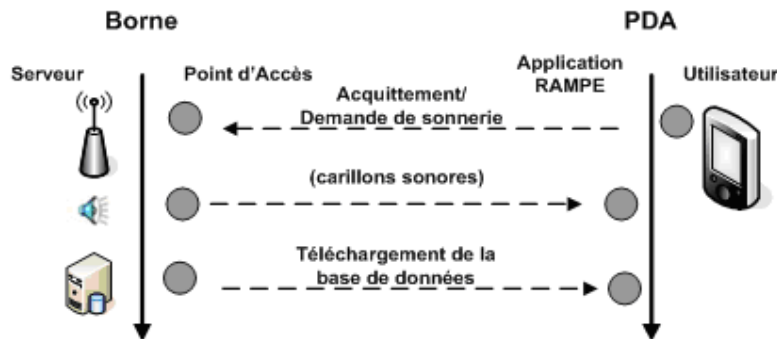 Borne
PDA
Serveur
Point d'Accès
Application
RAMPE
Utilisateur
Acquittement/
Demande de sonnerie
(carillons sonores)
Téléchargement de la
base de données